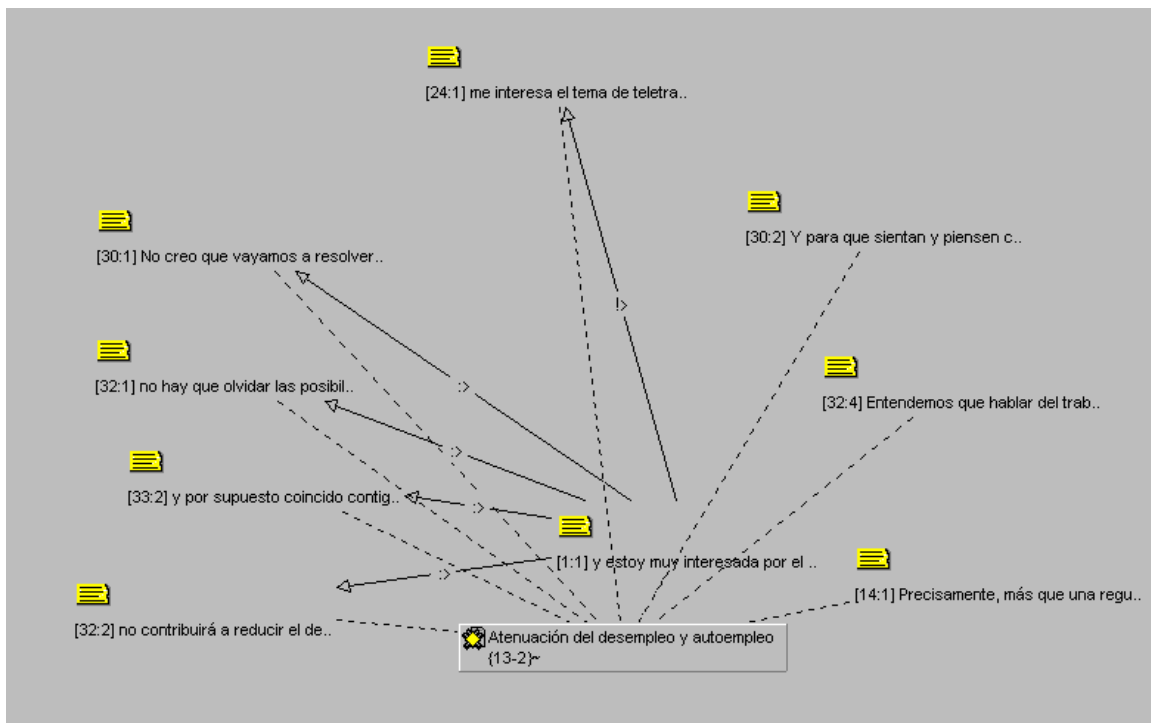 [24:1] me interesa el tema de teletra..
[30:2] Y para que sientan y piensen c..
[30:1] No creo que vayamos a resolver..
!>
[32:1] no hay que olvidar las posibil..
:>
[32:4] Entendemos que hablar del trab..
:>
[33:2] y por supuesto coincido contig..
:>
[1:1] y estoy muy interesada por el ..
:>
[14:1] Precisamente, más que una regu..
[32:2] no contribuirá a reducir el de..
Atenuación del desempleo y autoempleo
{13-2}~